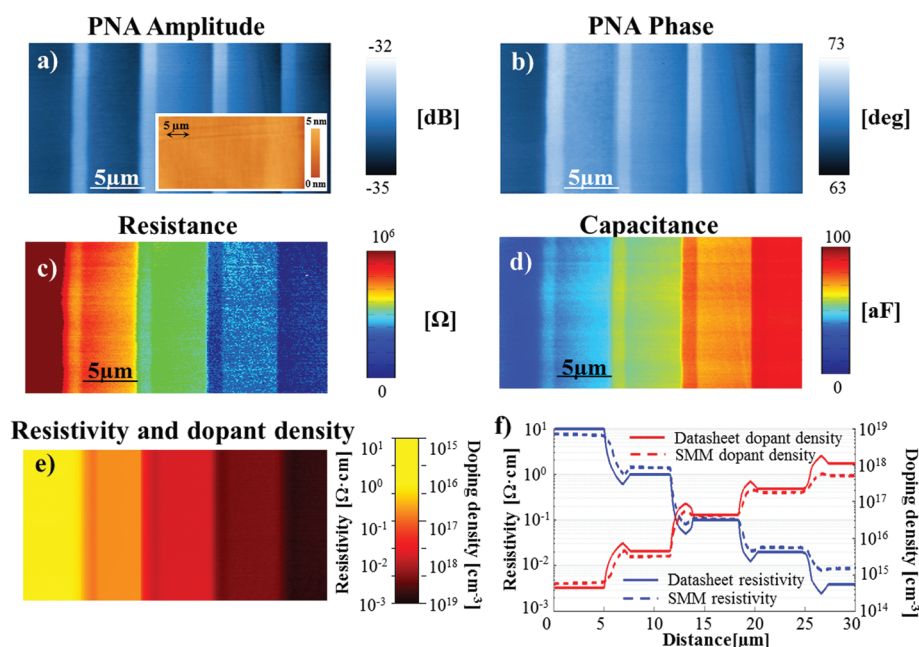 PNA Amplitude
PNA Phase
a)
-32
[dB]
-35
5µm
5 µm
5 nm
0 nm
b)
73
[deg]
63
5µm
Resistance
Capacitance
c)
10⁶
[Ω]
0
5µm
d)
100
[aF]
0
Resistivity and dopant density
e)
Resistivity [Ω·cm]
10¹
10⁰
10⁻¹
10⁻²
10⁻³
10¹⁵
10¹⁶
10¹⁷
10¹⁸
10¹⁹
Doping density [cm⁻³]
f)
Resistivity [Ω·cm]
10¹
10⁰
10⁻¹
10⁻²
10⁻³
Datasheet dopant density
SMM dopant density
Datasheet resistivity
SMM resistivity
10¹⁹
10¹⁸
10¹⁷
10¹⁶
10¹⁵
10¹⁴
Doping density [cm⁻³]
0 5 10 15 20 25 30
Distance[µm]